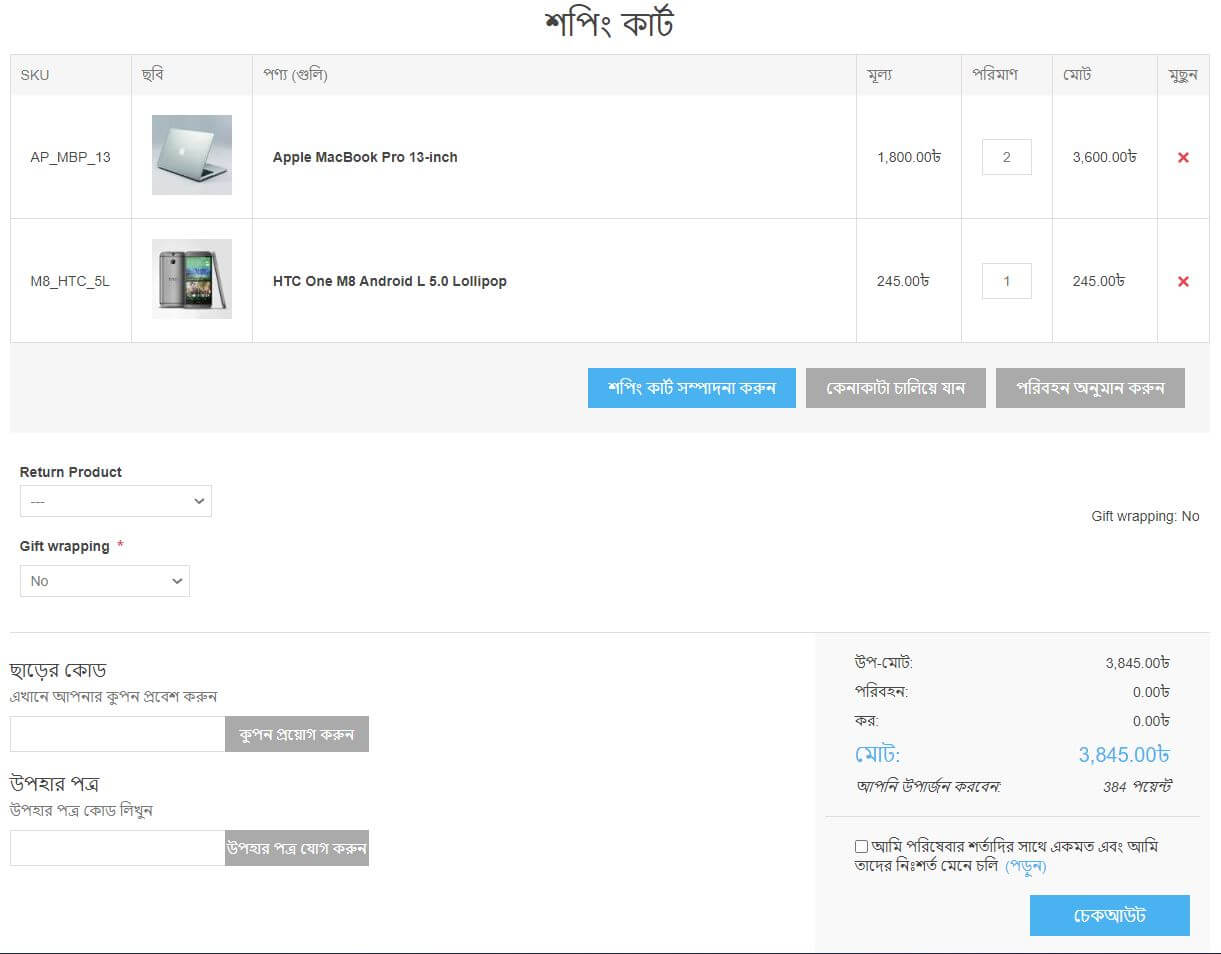 শপিং কার্ট
SKU ছবি পণ্য (গুলি) মূল্য পরিমাণ মোট মুছুন
AP_MBP_13 Apple MacBook Pro 13-inch 1,800.00৳ 2 3,600.00৳
M8_HTC_5L HTC One M8 Android L 5.0 Lollipop 245.00৳ 1 245.00৳
শপিং কার্ট সম্পাদনা করুন কেনাকাটা চালিয়ে যান পরিবহন অনুমান করুন
Return Product
---
Gift wrapping: No
Gift wrapping *
No
ছাড়ের কোড
এখানে আপনার কুপন প্রবেশ করুন
কুপন প্রয়োগ করুন
উপহার পত্র
উপহার পত্র কোড লিখুন
উপহার পত্র যোগ করুন
উপ-মোট: 3,845.00৳
পরিবহন: 0.00৳
কর: 0.00৳
মোট: 3,845.00৳
আপনি উপার্জন করবেন: 384 পয়েন্ট
আমি পরিষেবার শর্তাদির সাথে একমত এবং আমি
তাদের নিঃশর্ত মেনে চলি (পড়ুন)
চেকআউট